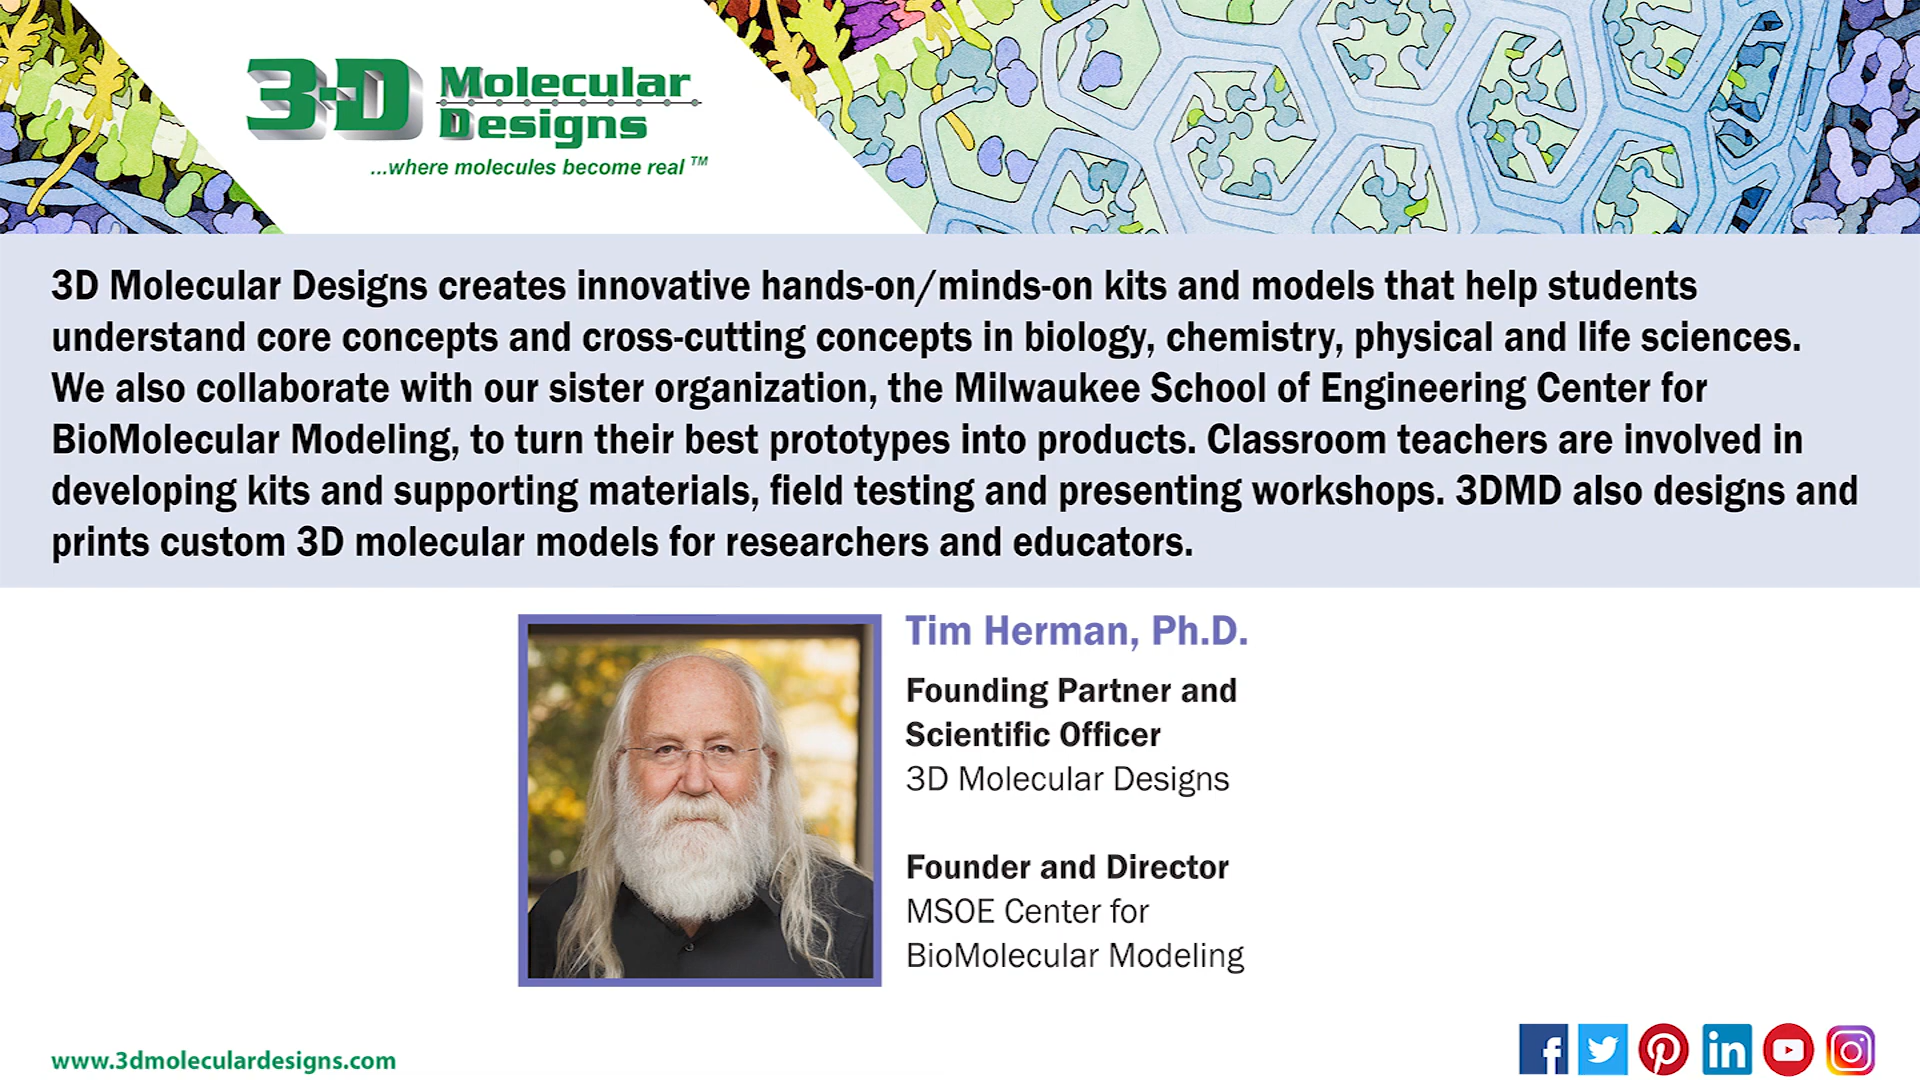 3-D Molecular
Designs
...where molecules become real ™
3D Molecular Designs creates innovative hands-on/minds-on kits and models that help students
understand core concepts and cross-cutting concepts in biology, chemistry, physical and life sciences.
We also collaborate with our sister organization, the Milwaukee School of Engineering Center for
BioMolecular Modeling, to turn their best prototypes into products. Classroom teachers are involved in
developing kits and supporting materials, field testing and presenting workshops. 3DMD also designs and
prints custom 3D molecular models for researchers and educators.
Tim Herman, Ph.D.
Founding Partner and
Scientific Officer
3D Molecular Designs
Founder and Director
MSOE Center for
BioMolecular Modeling
www.3dmoleculardesigns.com